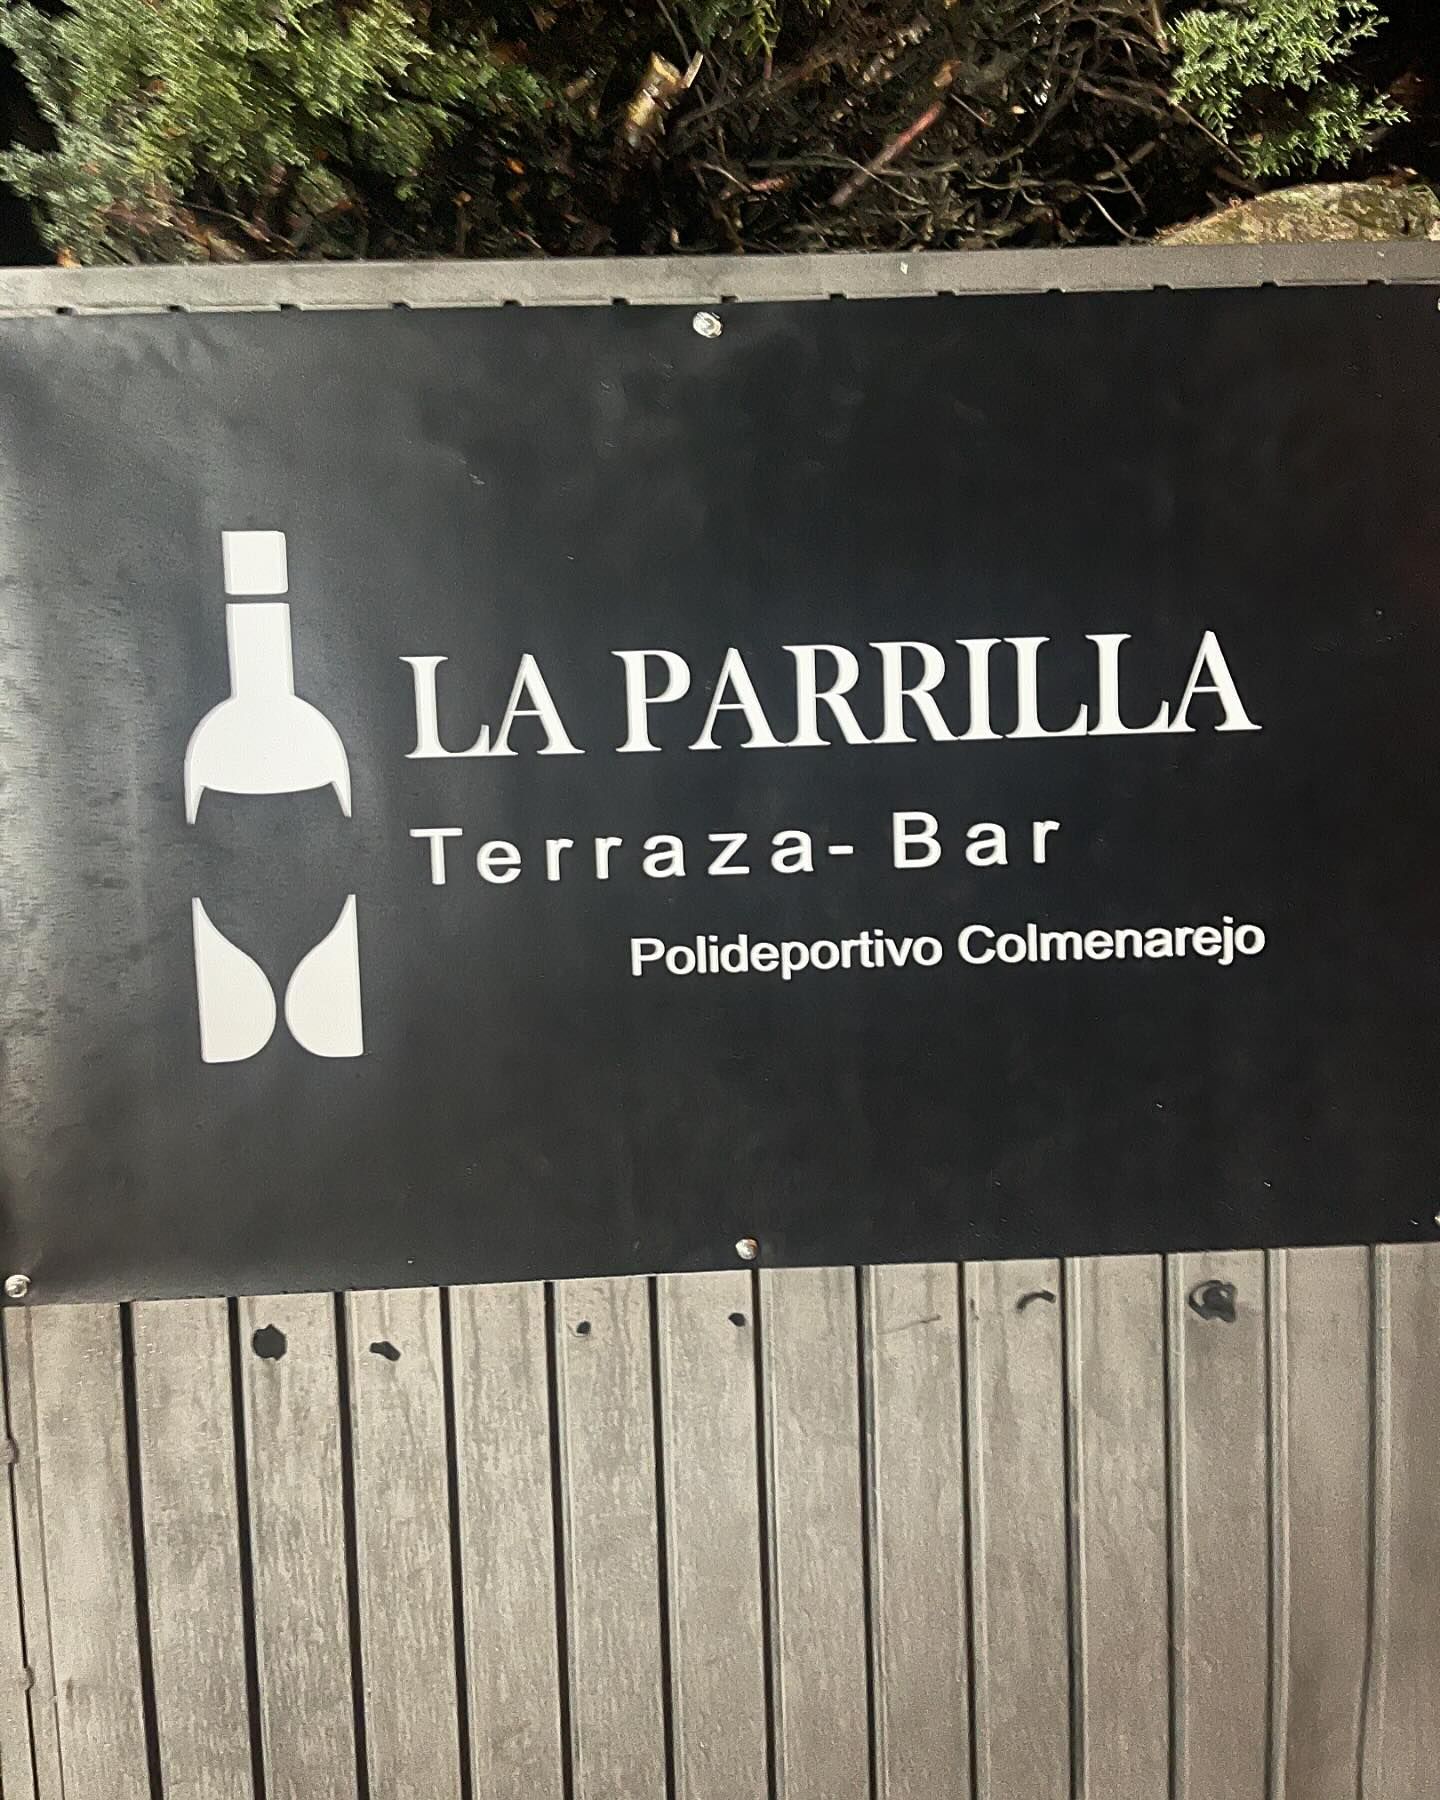 LA PARRILLA
Terraza- Bar
Polideportivo Colmenarejo